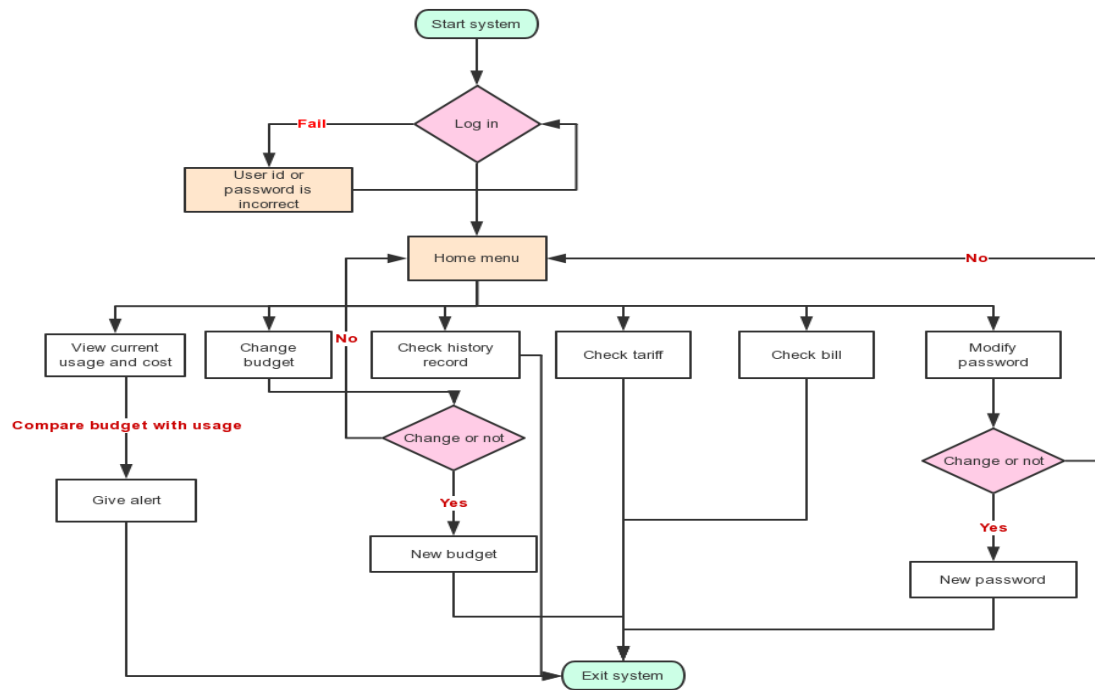 Start system
Log in
Fail
User id or
password is
incorrect
Home menu
No
View current
usage and cost
Change
budget
No
Check history
record
Check tariff
Check bill
Modify
password
Compare budget with usage
Change or not
Change or not
Give alert
Yes
Yes
New budget
New password
Exit system